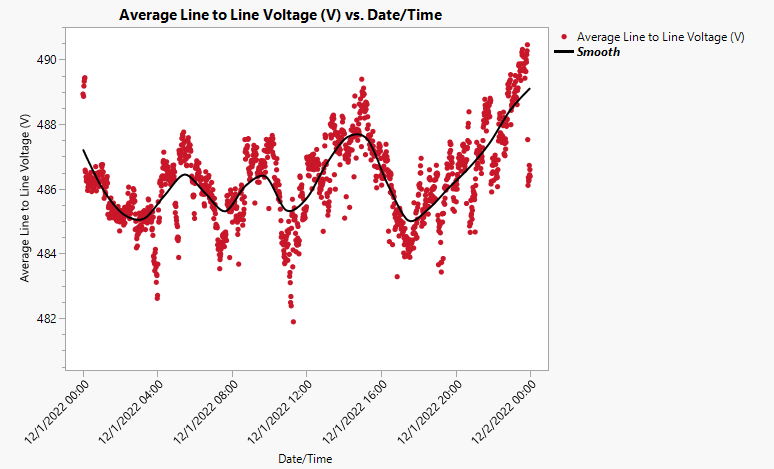 Average Line to Line Voltage (V) vs. Date/Time
Average Line to Line Voltage (V)
Smooth
Average Line to Line Voltage (V)
490
488
486
484
482
12/1/2022 00:00
12/1/2022 04:00
12/1/2022 08:00
12/1/2022 12:00
12/1/2022 16:00
12/1/2022 20:00
12/2/2022 00:00
Date/Time